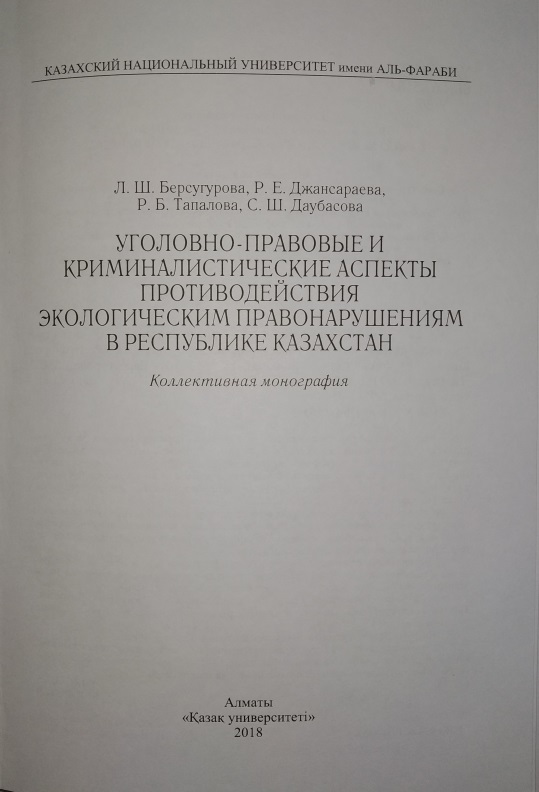 КАЗАХСКИЙ НАЦИОНАЛЬНЫЙ УНИВЕРСИТЕТ имени АЛЬ-ФАРАБИ
Л. Ш. Берсугурова, Р. Е. Джансараева,
Р. Б. Тапалова, С. Ш. Даубасова
УГОЛОВНО-ПРАВОВЫЕ И
КРИМИНАЛИСТИЧЕСКИЕ АСПЕКТЫ
ПРОТИВОДЕЙСТВИЯ
ЭКОЛОГИЧЕСКИМ ПРАВОНАРУШЕНИЯМ
В РЕСПУБЛИКЕ КАЗАХСТАН
Коллективная монография
Алматы
«Қазақ университеті»
2018